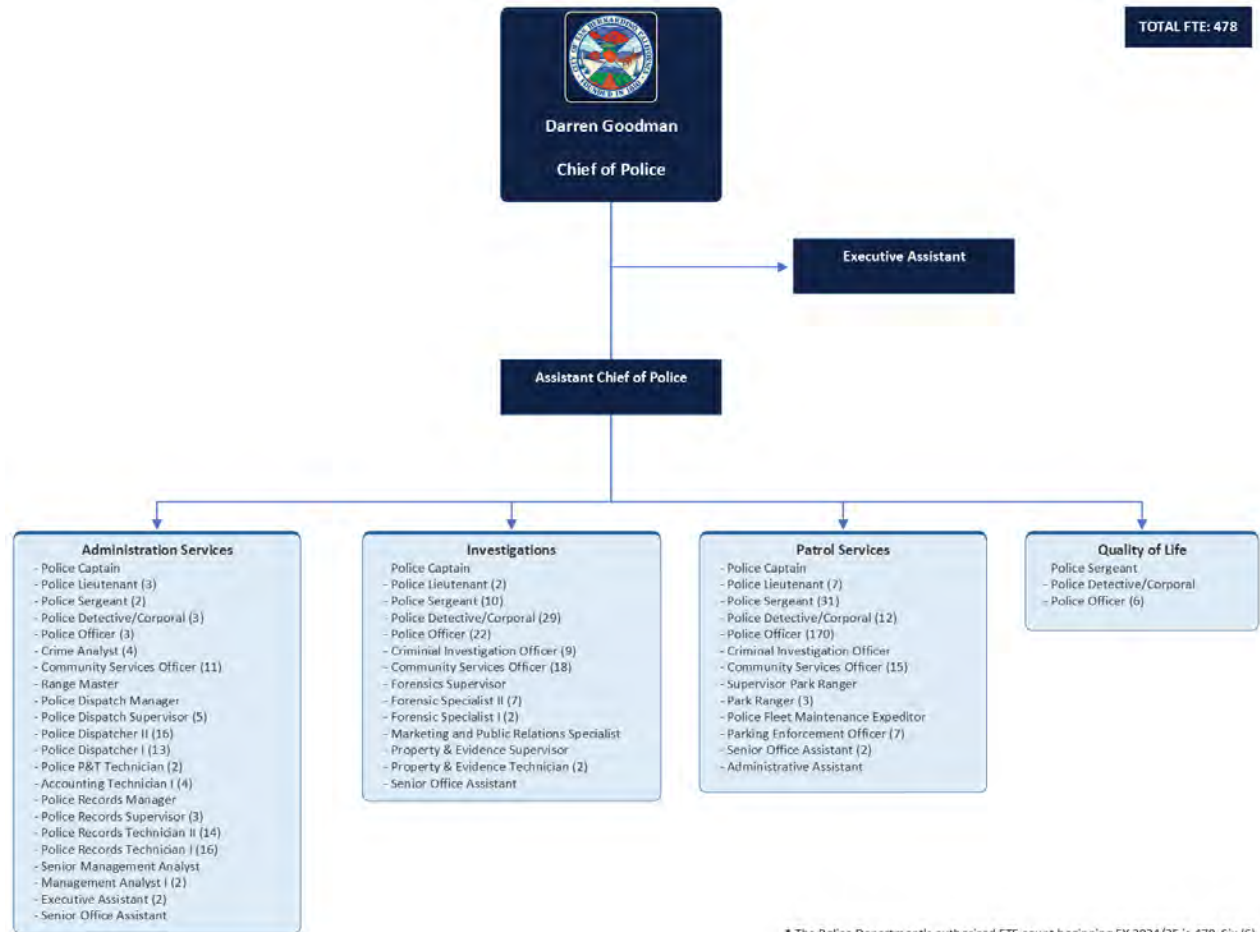 TOTAL FTE: 478
CITY OF SAN BERNARDINO CALIFORNIA
FOUNDED IN 1810
Darren Goodman
Chief of Police
Executive Assistant
Assistant Chief of Police
Administration Services
- Police Captain
- Police Lieutenant (3)
- Police Sergeant (2)
- Police Detective/Corporal (3)
- Police Officer (3)
- Crime Analyst (4)
- Community Services Officer (11)
- Range Master
- Police Dispatch Manager
- Police Dispatch Supervisor (5)
- Police Dispatcher II (16)
- Police Dispatcher I (13)
- Police P&T Technician (2)
- Accounting Technician I (4)
- Police Records Manager
- Police Records Supervisor (3)
- Police Records Technician II (14)
- Police Records Technician I (16)
- Senior Management Analyst
- Management Analyst I (2)
- Executive Assistant (2)
- Senior Office Assistant
Investigations
Police Captain
- Police Lieutenant (2)
- Police Sergeant (10)
- Police Detective/Corporal (29)
- Police Officer (22)
- Criminial Investigation Officer (9)
- Community Services Officer (18)
- Forensics Supervisor
- Forensic Specialist II (7)
- Forensic Specialist I (2)
- Marketing and Public Relations Specialist
- Property & Evidence Supervisor
- Property & Evidence Technician (2)
- Senior Office Assistant
Patrol Services
- Police Captain
- Police Lieutenant (7)
- Police Sergeant (31)
- Police Detective/Corporal (12)
- Police Officer (170)
- Criminal Investigation Officer
- Community Services Officer (15)
- Supervisor Park Ranger
- Park Ranger (3)
- Police Fleet Maintenance Expeditor
- Parking Enforcement Officer (7)
- Senior Office Assistant (2)
- Administrative Assistant
Quality of Life
Police Sergeant
- Police Detective/Corporal
- Police Officer (6)